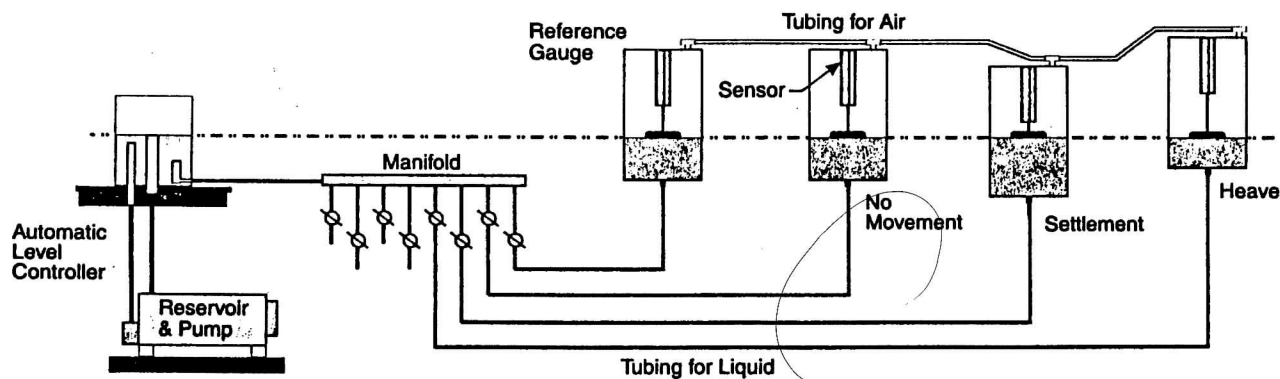 Tubing for Air
Reference
Gauge
Sensor
Manifold
No
Movement
Settlement
Heave
Automatic
Level
Controller
Reservoir
& Pump
Tubing for Liquid